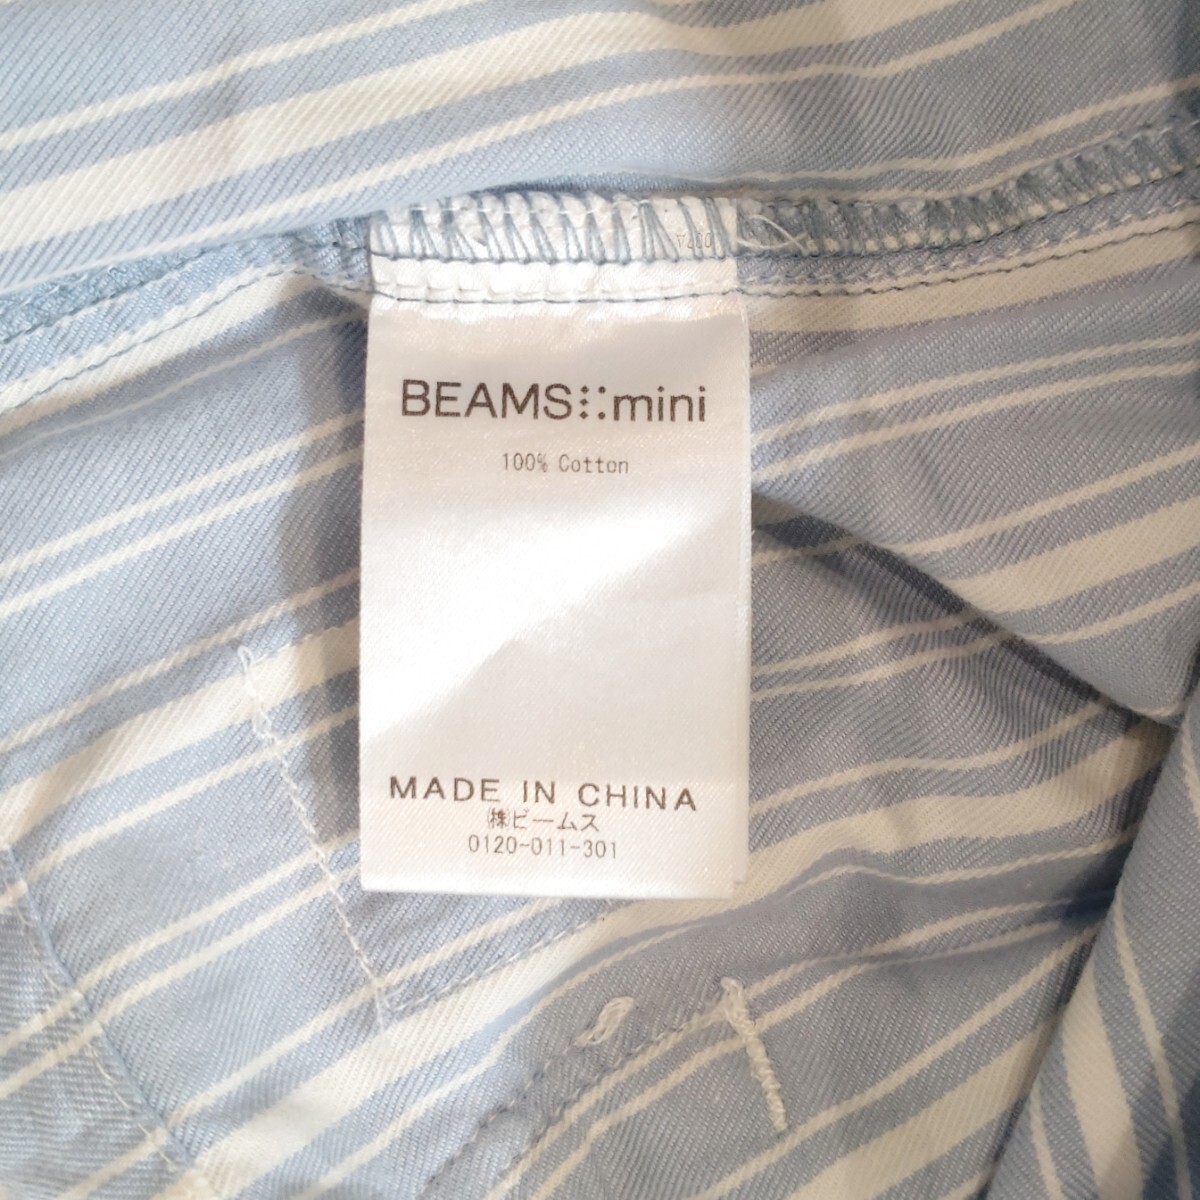 BEAMS⁝⁚mini
100% Cotton
MADE IN CHINA
㈱ビームス
0120-011-301